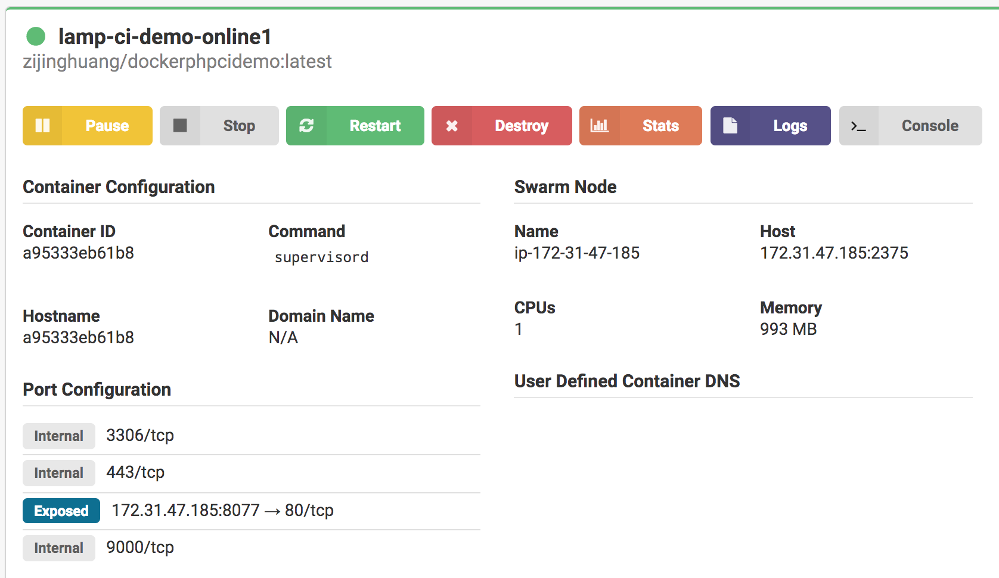 lamp-ci-demo-online1
zijinghuang/dockerphpcidemo:latest
Pause Stop Restart Destroy Stats Logs Console
Container Configuration
Container ID Command
a95333eb61b8 supervisord
Hostname Domain Name
a95333eb61b8 N/A
Port Configuration
Internal 3306/tcp
Internal 443/tcp
Exposed 172.31.47.185:8077 → 80/tcp
Internal 9000/tcp
Swarm Node
Name Host
ip-172-31-47-185 172.31.47.185:2375
CPUs Memory
1 993 MB
User Defined Container DNS